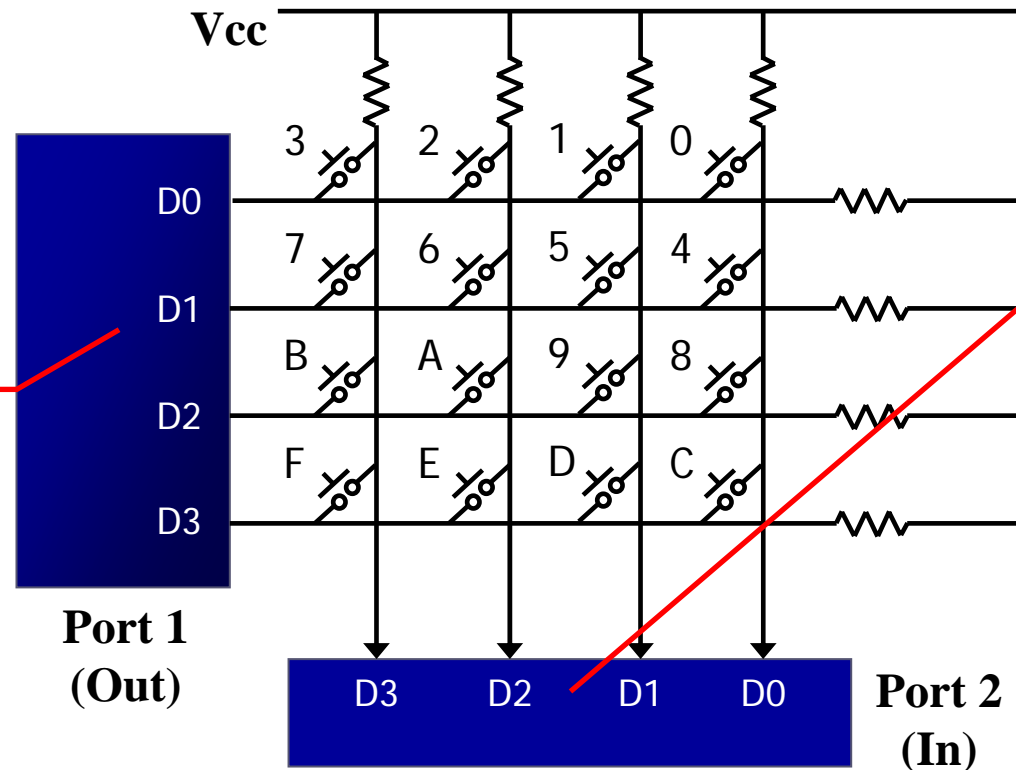 Vcc
3 2 1 0
D0
7 6 5 4
D1
B A 9 8
D2
F E D C
D3
Port 1
(Out)
D3 D2 D1 D0
Port 2
(In)